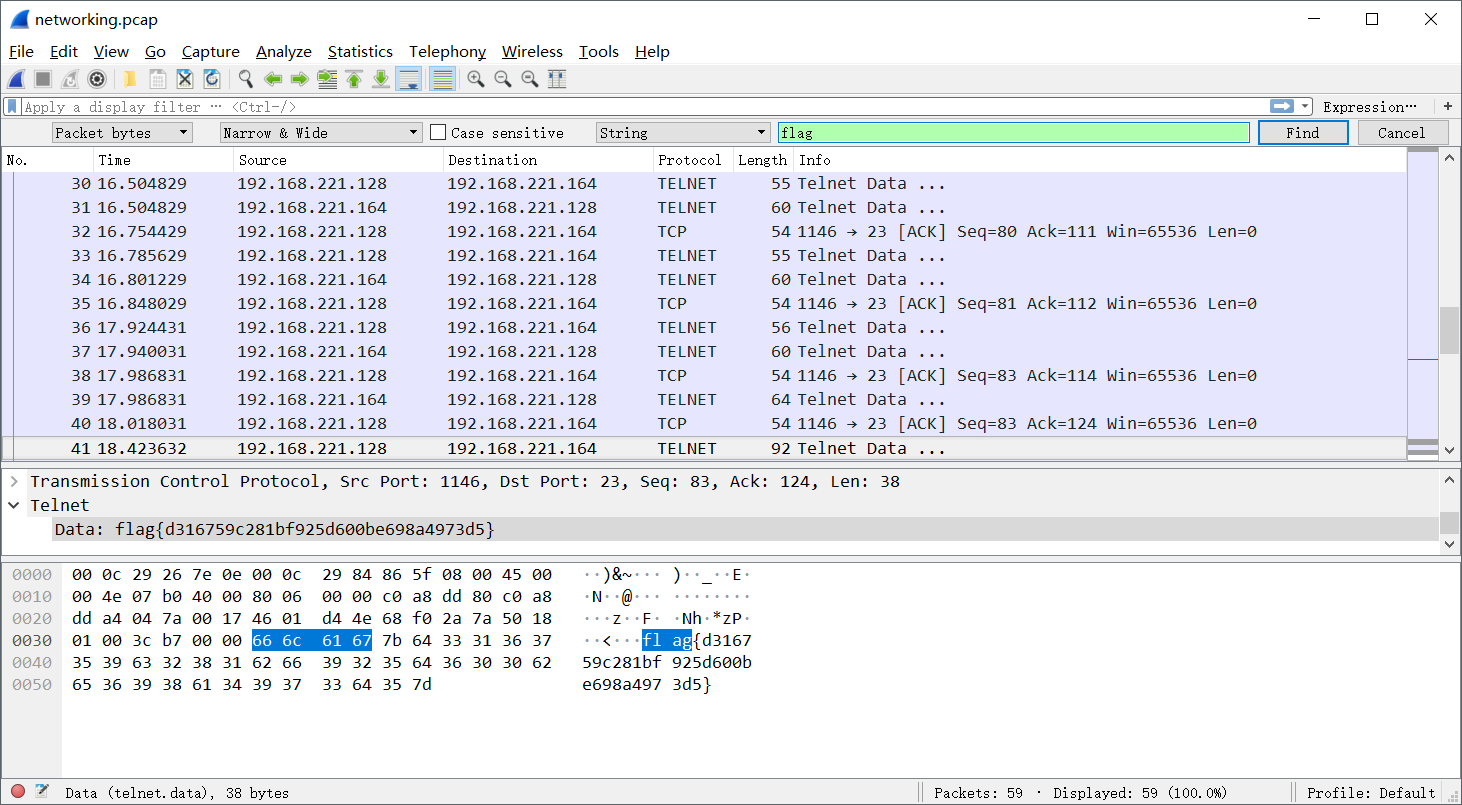 networking.pcap
File Edit View Go Capture Analyze Statistics Telephony Wireless Tools Help
Apply a display filter ··· <Ctrl-/> Expression··· +
Packet bytes Narrow & Wide Case sensitive String flag Find Cancel
No. Time Source Destination Protocol Length Info
30 16.504829 192.168.221.128 192.168.221.164 TELNET 55 Telnet Data ...
31 16.504829 192.168.221.164 192.168.221.128 TELNET 60 Telnet Data ...
32 16.754429 192.168.221.128 192.168.221.164 TCP 54 1146 → 23 [ACK] Seq=80 Ack=111 Win=65536 Len=0
33 16.785629 192.168.221.128 192.168.221.164 TELNET 55 Telnet Data ...
34 16.801229 192.168.221.164 192.168.221.128 TELNET 60 Telnet Data ...
35 16.848029 192.168.221.128 192.168.221.164 TCP 54 1146 → 23 [ACK] Seq=81 Ack=112 Win=65536 Len=0
36 17.924431 192.168.221.128 192.168.221.164 TELNET 56 Telnet Data ...
37 17.940031 192.168.221.164 192.168.221.128 TELNET 60 Telnet Data ...
38 17.986831 192.168.221.128 192.168.221.164 TCP 54 1146 → 23 [ACK] Seq=83 Ack=114 Win=65536 Len=0
39 17.986831 192.168.221.164 192.168.221.128 TELNET 64 Telnet Data ...
40 18.018031 192.168.221.128 192.168.221.164 TCP 54 1146 → 23 [ACK] Seq=83 Ack=124 Win=65536 Len=0
41 18.423632 192.168.221.128 192.168.221.164 TELNET 92 Telnet Data ...
Transmission Control Protocol, Src Port: 1146, Dst Port: 23, Seq: 83, Ack: 124, Len: 38
Telnet
Data: flag{d316759c281bf925d600be698a4973d5}
0000 00 0c 29 26 7e 0e 00 0c 29 84 86 5f 08 00 45 00 ··)&~··· )··_··E·
0010 00 4e 07 b0 40 00 80 06 00 00 c0 a8 dd 80 c0 a8 ·N··@··· ········
0020 dd a4 04 7a 00 17 46 01 d4 4e 68 f0 2a 7a 50 18 ···z··F· ·Nh·*zP·
0030 01 00 3c b7 00 00 66 6c 61 67 7b 64 33 31 36 37 ··<···fl ag{d3167
0040 35 39 63 32 38 31 62 66 39 32 35 64 36 30 30 62 59c281bf 925d600b
0050 65 36 39 38 61 34 39 37 33 64 35 7d e698a497 3d5}
Data (telnet.data), 38 bytes Packets: 59 · Displayed: 59 (100.0%) Profile: Default